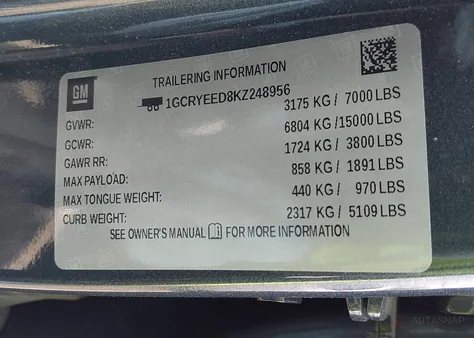 GM
TRAILERING INFORMATION
1GCRYEED8KZ248956
GVWR: 3175 KG / 7000 LBS
GCWR: 6804 KG /15000 LBS
GAWR RR: 1724 KG / 3800 LBS
MAX PAYLOAD: 858 KG / 1891 LBS
MAX TONGUE WEIGHT: 440 KG / 970 LBS
CURB WEIGHT: 2317 KG / 5109 LBS
SEE OWNER'S MANUAL FOR MORE INFORMATION
AUTOSNAP